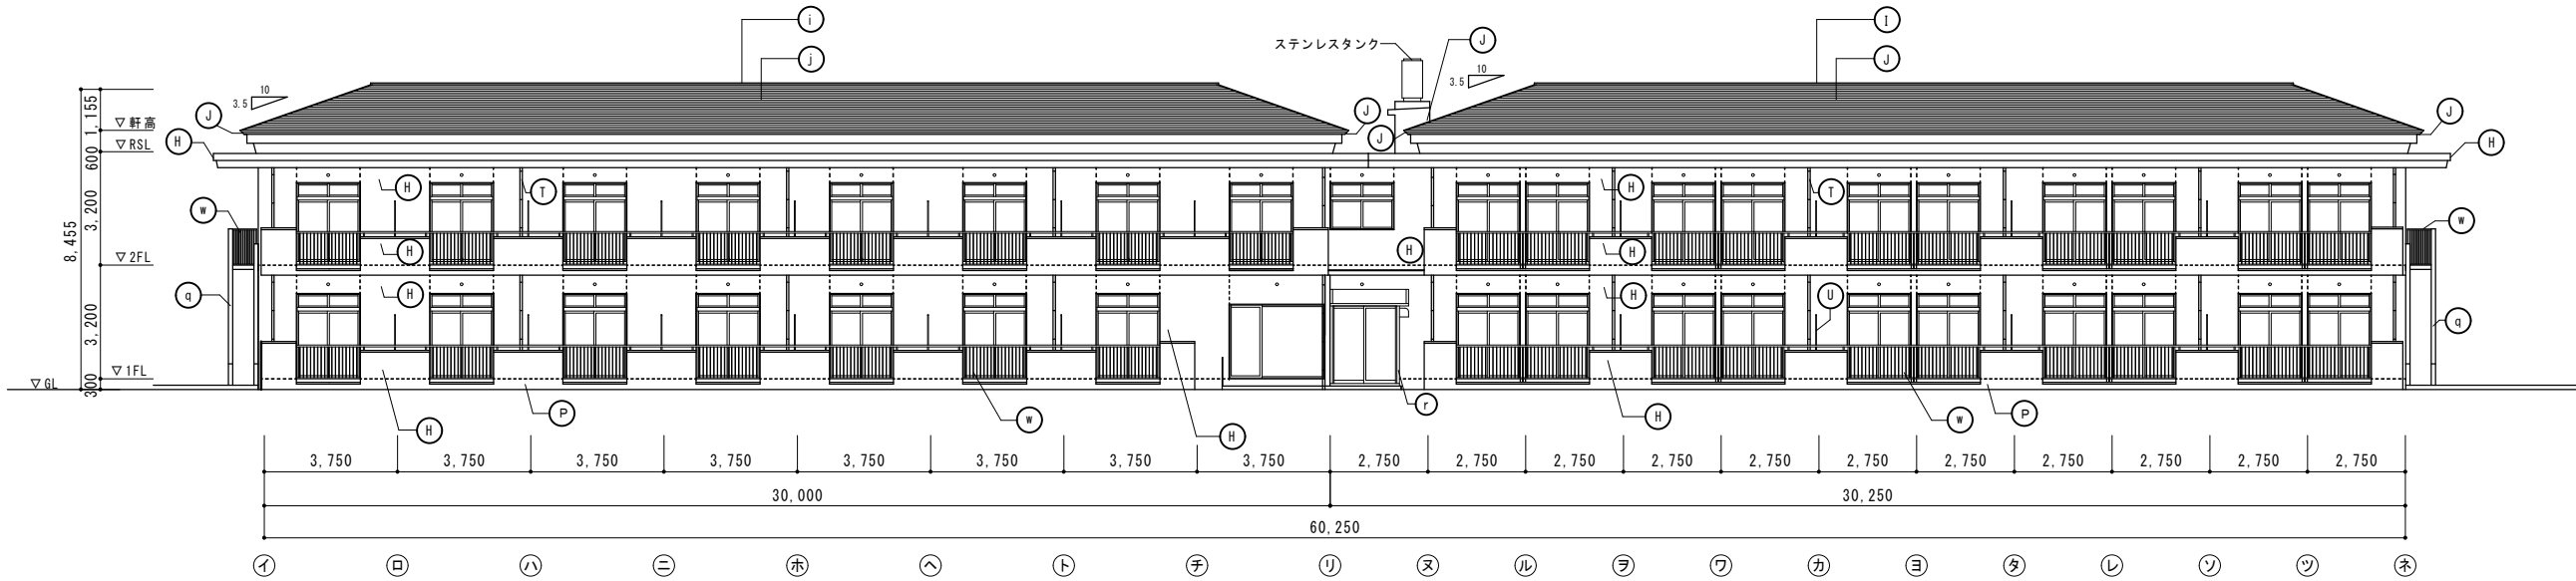 i
I
ステンレスタンク
J
j
J
10
3.5
10
3.5
1,155
▽軒高
J
J
J
J
▽RSL
H
H
600
H
T
H
T
3,200
w
w
8,455
H
H
H
▽2FL
q
H
H
U
q
3,200
▽1FL
▽GL
300
r
P
w
w
P
H
H
H
3,750
3,750
3,750
3,750
3,750
3,750
3,750
3,750
2,750
2,750
2,750
2,750
2,750
2,750
2,750
2,750
2,750
2,750
2,750
30,000
30,250
60,250
イ
ロ
ハ
ニ
ホ
ヘ
ト
チ
リ
ヌ
ル
ヲ
ワ
カ
ヨ
タ
レ
ソ
ツ
ネ